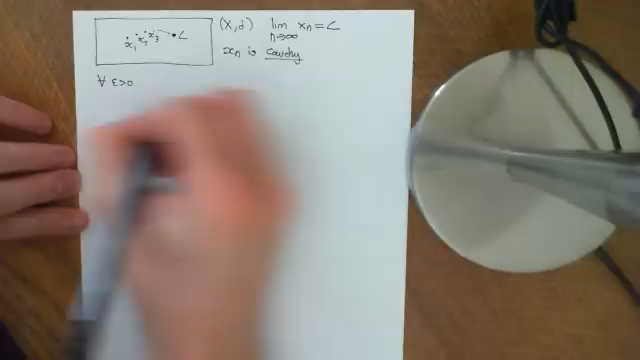 x₁ x₂ x₃ L
(X,d) lim xₙ = L
n→∞
xₙ is cauchy
∀ ε>0